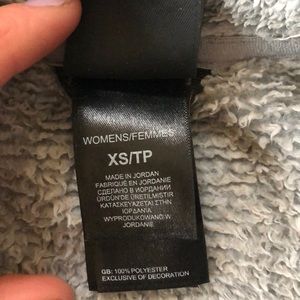 WOMENS/FEMMES
XS/TP
MADE IN JORDAN
FABRIQUÉ EN JORDANIE
СДЕЛАНО В ИОРДАНИИ
ÜRDÜN'DE ÜRETİLMİŞTİR
ΚΑΤΑΣΚΕΥΑΖΕΤΑΙ ΣΤΗΝ
ΙΟΡΔΑΝΙΑ
WYPRODUKOWANO W
JORDANIE
GB: 100% POLYESTER
EXCLUSIVE OF DECORATION